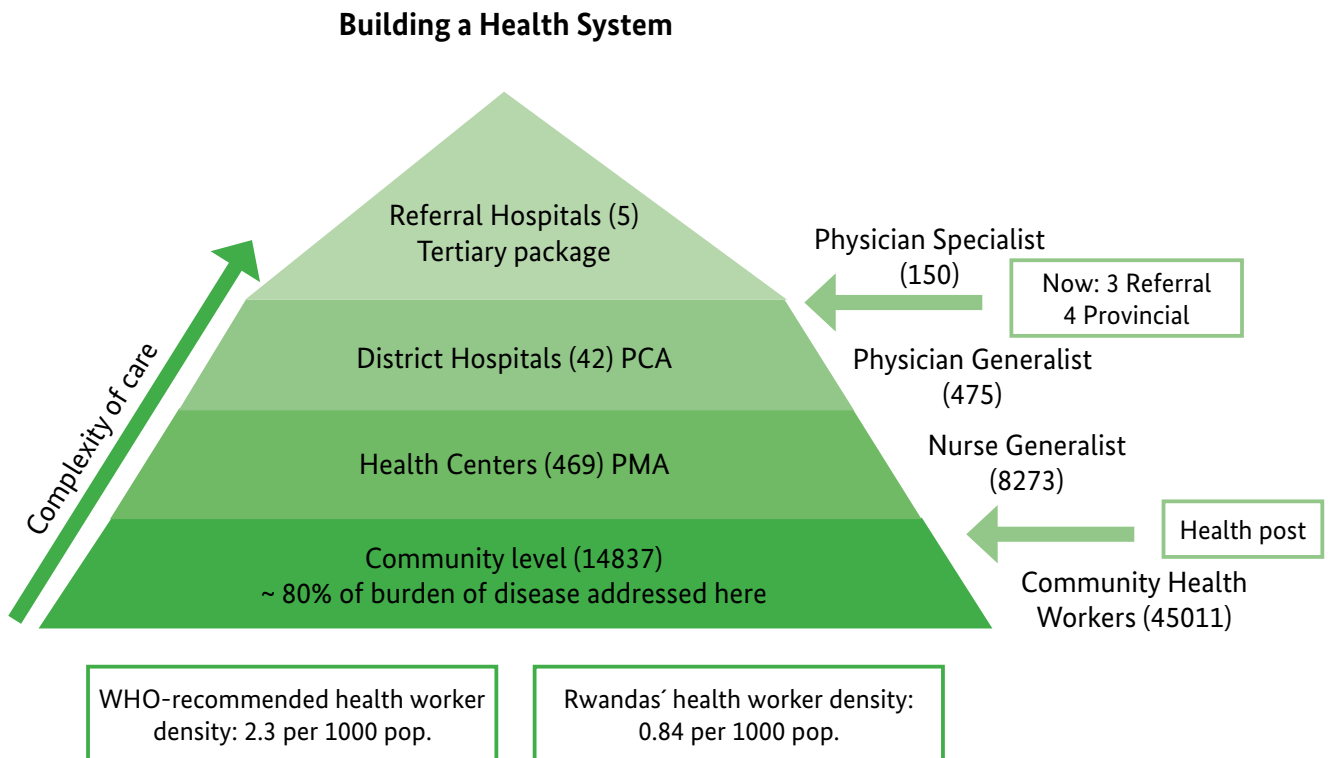 Building a Health System
Referral Hospitals (5)
Tertiary package
Physician Specialist
(150)
Now: 3 Referral
4 Provincial
District Hospitals (42) PCA
Physician Generalist
(475)
Complexity of care
Health Centers (469) PMA
Nurse Generalist
(8273)
Health post
Community level (14837)
~ 80% of burden of disease addressed here
Community Health
Workers (45011)
WHO-recommended health worker
density: 2.3 per 1000 pop.
Rwandas´ health worker density:
0.84 per 1000 pop.